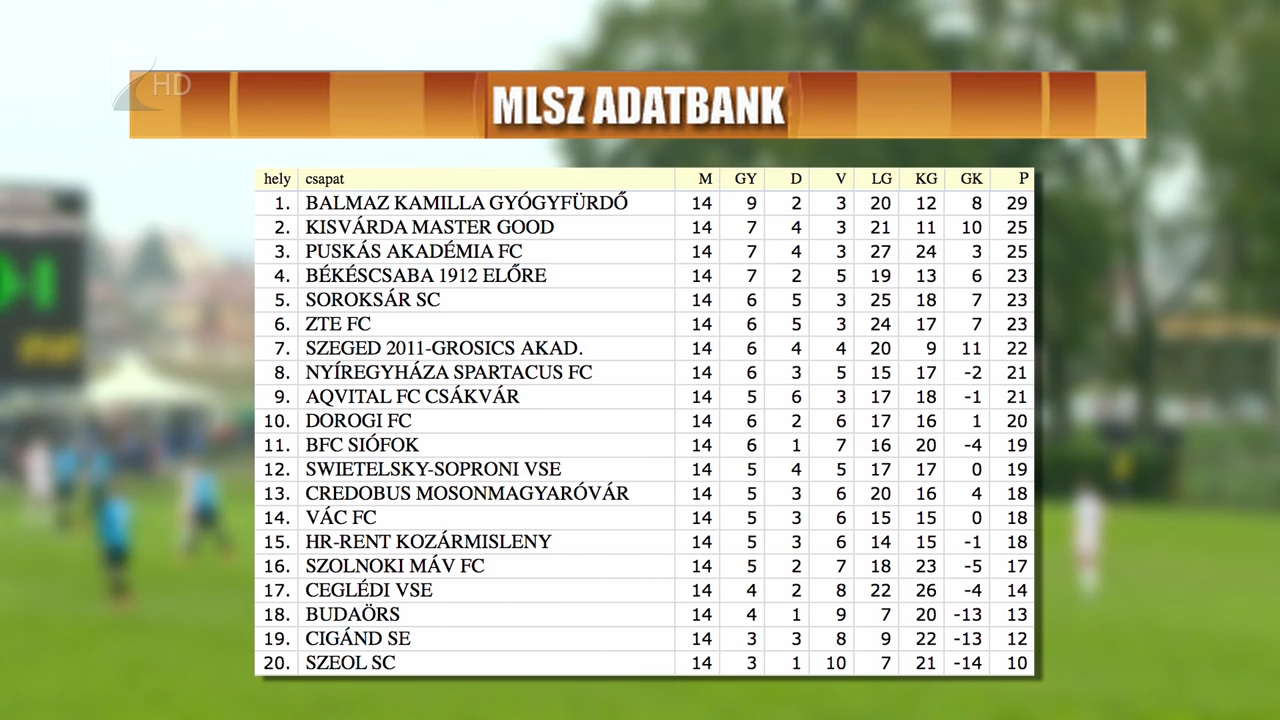 HD
MLSZ ADATBANK
hely csapat M GY D V LG KG GK P
1. BALMAZ KAMILLA GYÓGYFÜRDŐ 14 9 2 3 20 12 8 29
2. KISVÁRDA MASTER GOOD 14 7 4 3 21 11 10 25
3. PUSKÁS AKADÉMIA FC 14 7 4 3 27 24 3 25
4. BÉKÉSCSABA 1912 ELŐRE 14 7 2 5 19 13 6 23
5. SOROKSÁR SC 14 6 5 3 25 18 7 23
6. ZTE FC 14 6 5 3 24 17 7 23
7. SZEGED 2011-GROSICS AKAD. 14 6 4 4 20 9 11 22
8. NYÍREGYHÁZA SPARTACUS FC 14 6 3 5 15 17 -2 21
9. AQVITAL FC CSÁKVÁR 14 5 6 3 17 18 -1 21
10. DOROGI FC 14 6 2 6 17 16 1 20
11. BFC SIÓFOK 14 6 1 7 16 20 -4 19
12. SWIETELSKY-SOPRONI VSE 14 5 4 5 17 17 0 19
13. CREDOBUS MOSONMAGYARÓVÁR 14 5 3 6 20 16 4 18
14. VÁC FC 14 5 3 6 15 15 0 18
15. HR-RENT KOZÁRMISLENY 14 5 3 6 14 15 -1 18
16. SZOLNOKI MÁV FC 14 5 2 7 18 23 -5 17
17. CEGLÉDI VSE 14 4 2 8 22 26 -4 14
18. BUDAÖRS 14 4 1 9 7 20 -13 13
19. CIGÁND SE 14 3 3 8 9 22 -13 12
20. SZEOL SC 14 3 1 10 7 21 -14 10